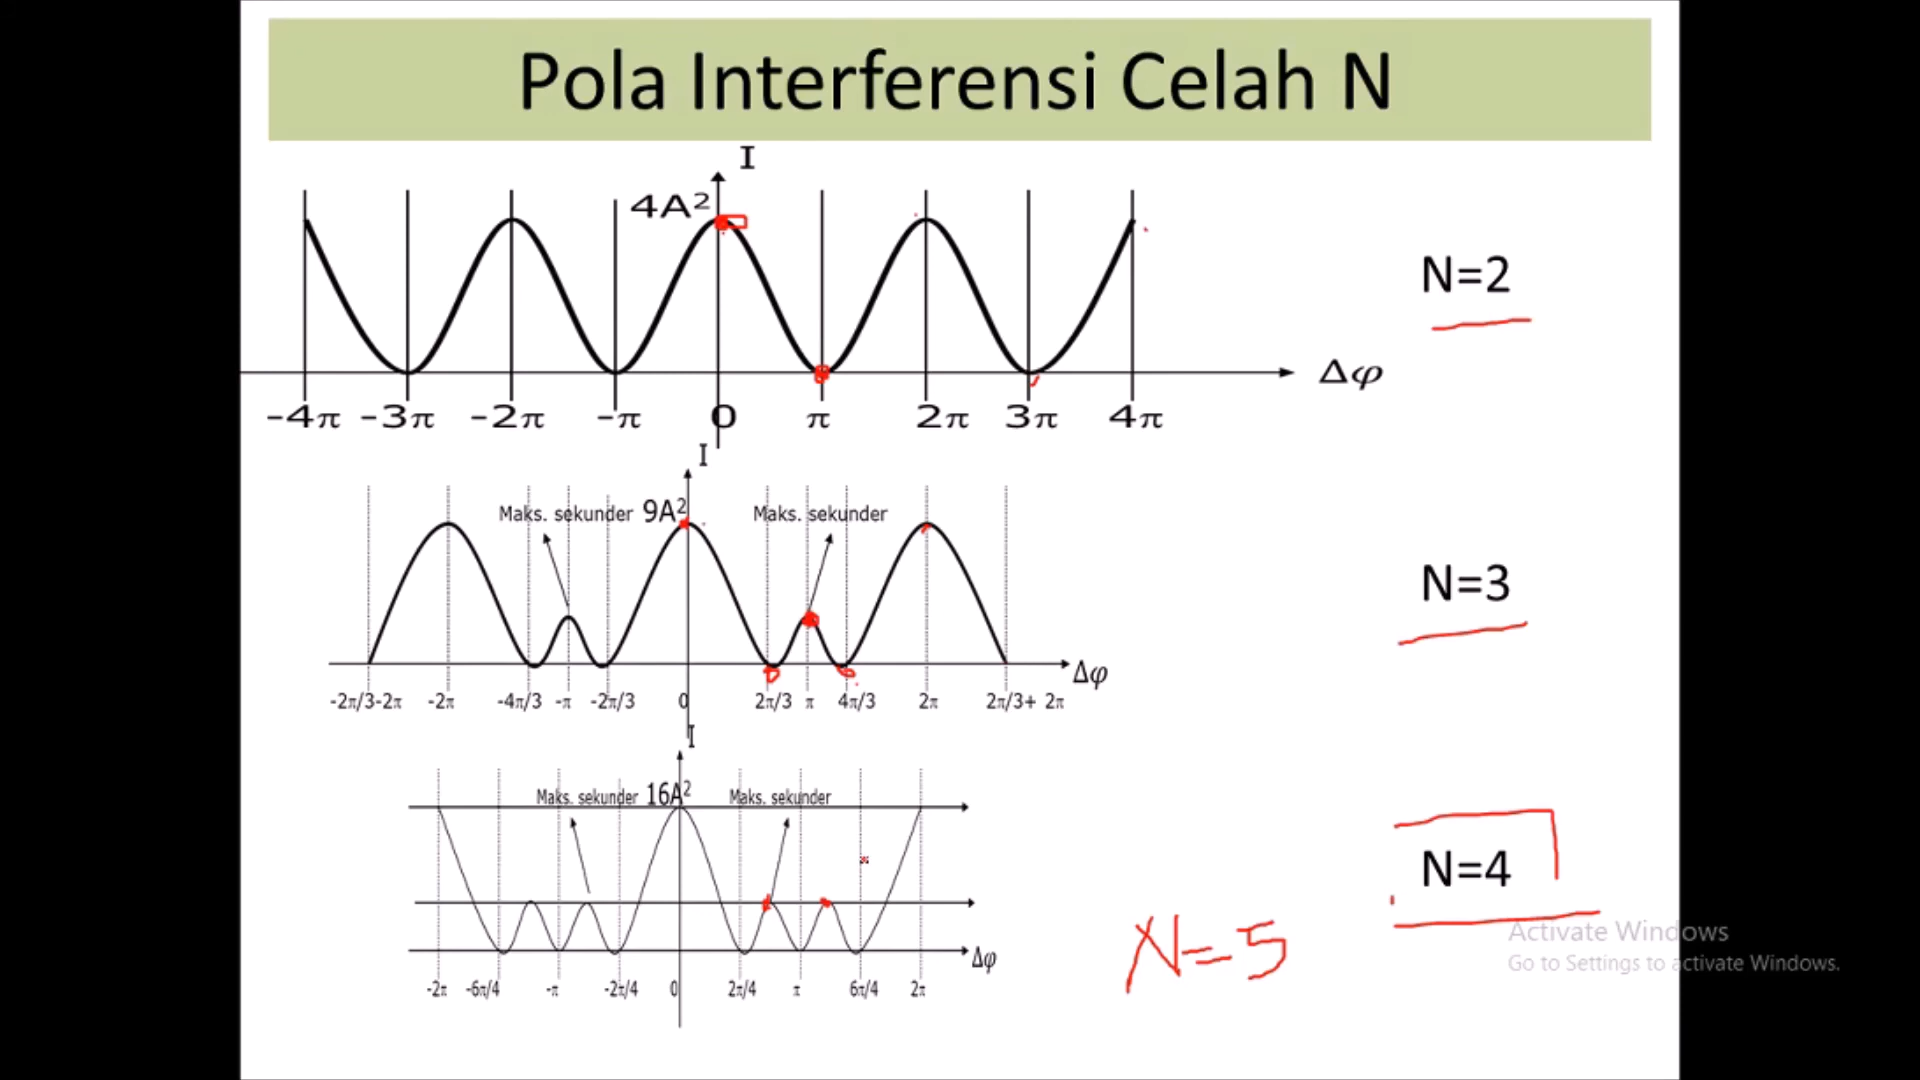 Pola Interferensi Celah N
I
4A²
N=2
Δφ
-4π -3π -2π -π 0 π 2π 3π 4π
I
Maks. sekunder 9A² Maks. sekunder
N=3
Δφ
-2π/3-2π -2π -4π/3 -π -2π/3 0 2π/3 π 4π/3 2π 2π/3+ 2π
I
Maks. sekunder 16A² Maks. sekunder
N=4
N=5
Activate Windows
Δφ
Go to Settings to activate Windows.
-2π -6π/4 -π -2π/4 0 2π/4 π 6π/4 2π